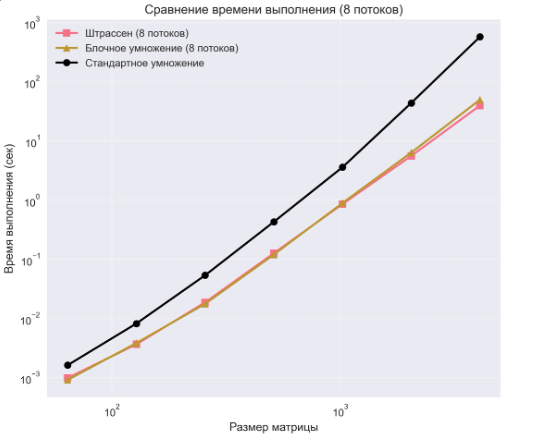 Сравнение времени выполнения (8 потоков)
Штрассен (8 потоков)
Блочное умножение (8 потоков)
Стандартное умножение
Время выполнения (сек)
10³
10²
10¹
10⁰
10⁻¹
10⁻²
10⁻³
10²
10³
Размер матрицы